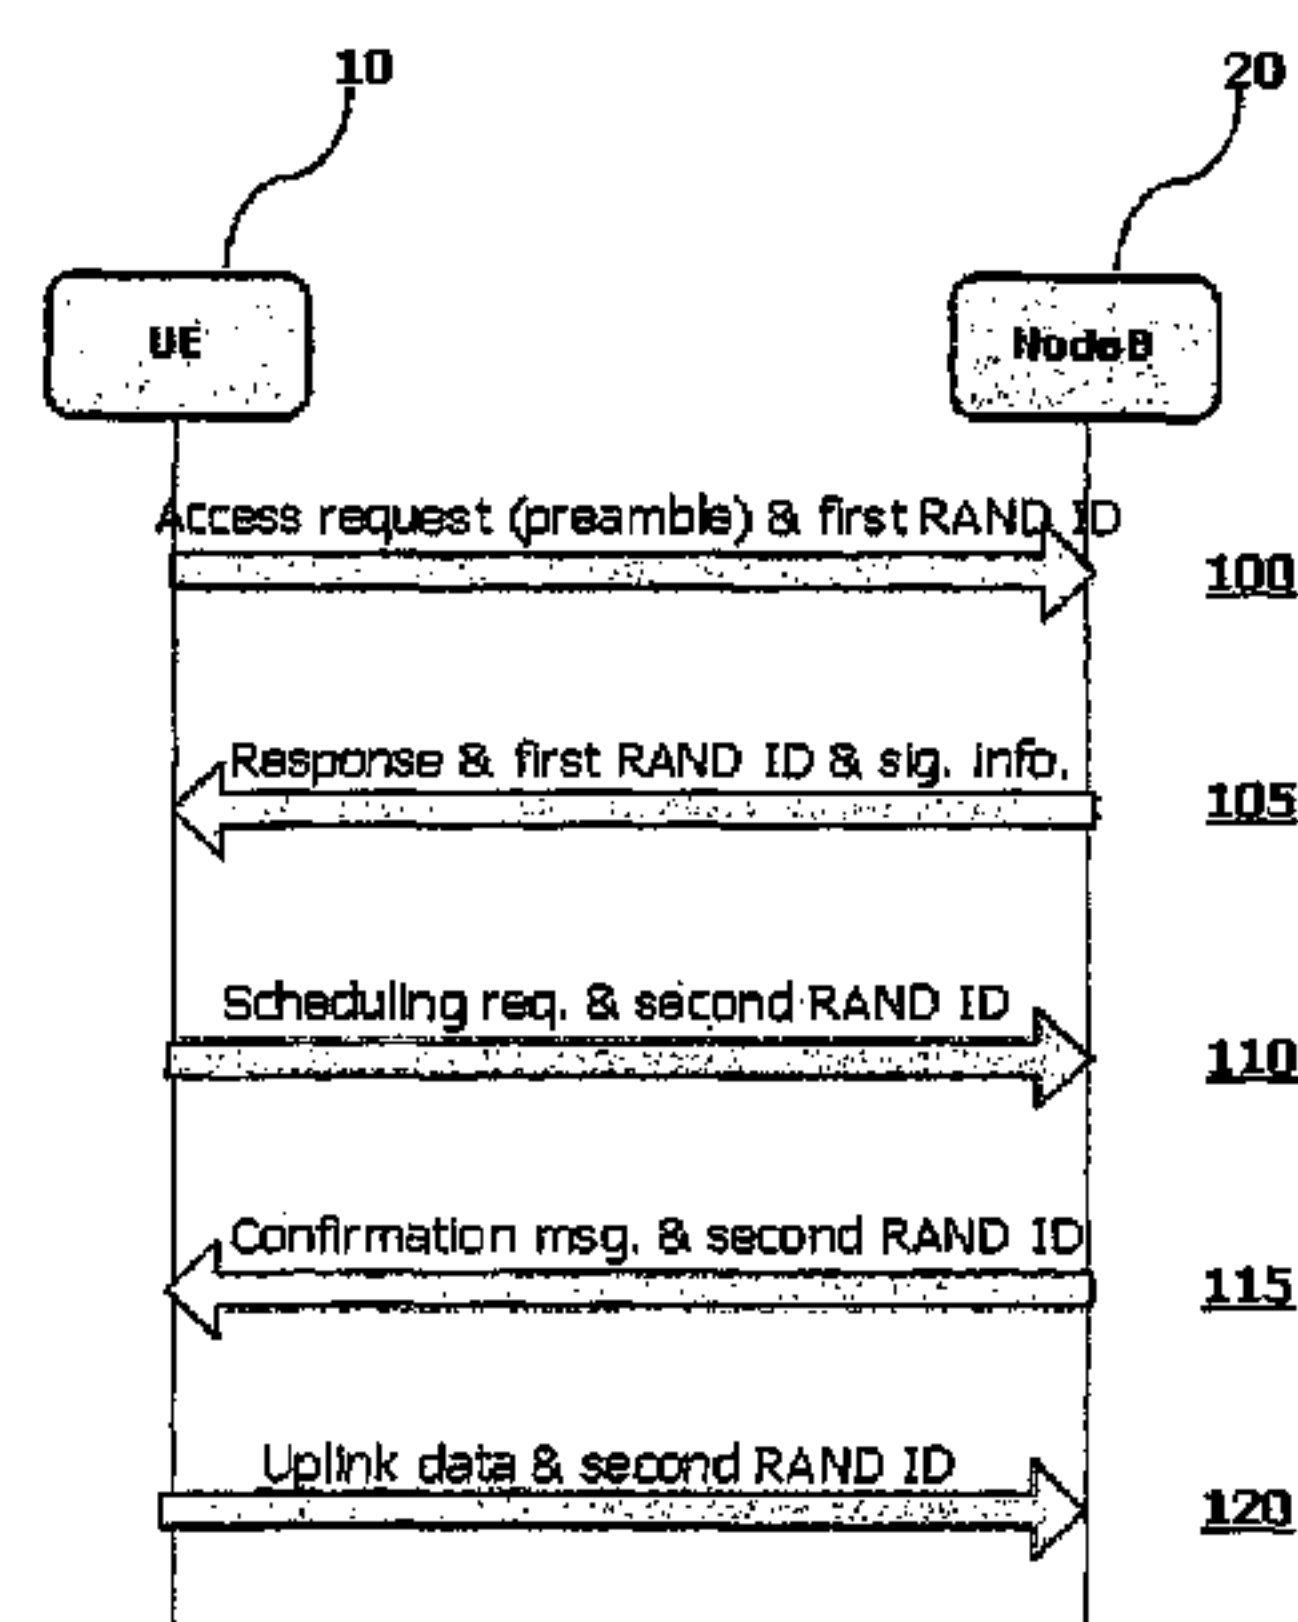 10
20
UE
NodeB
Access request (preamble) & first RAND ID
100
Response & first RAND ID & sig. info.
105
Scheduling req. & second RAND ID
110
Confirmation msg. & second RAND ID
115
Uplink data & second RAND ID
120